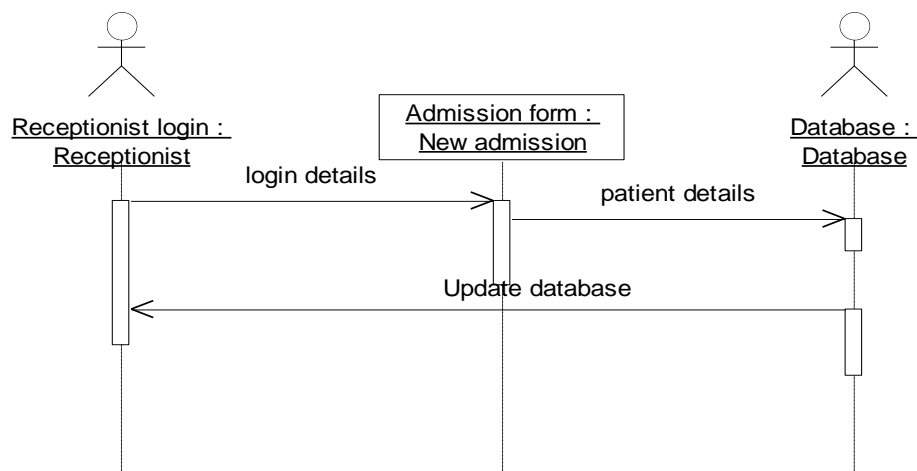 Receptionist login :
Receptionist
Admission form :
New admission
Database :
Database
login details
patient details
Update database